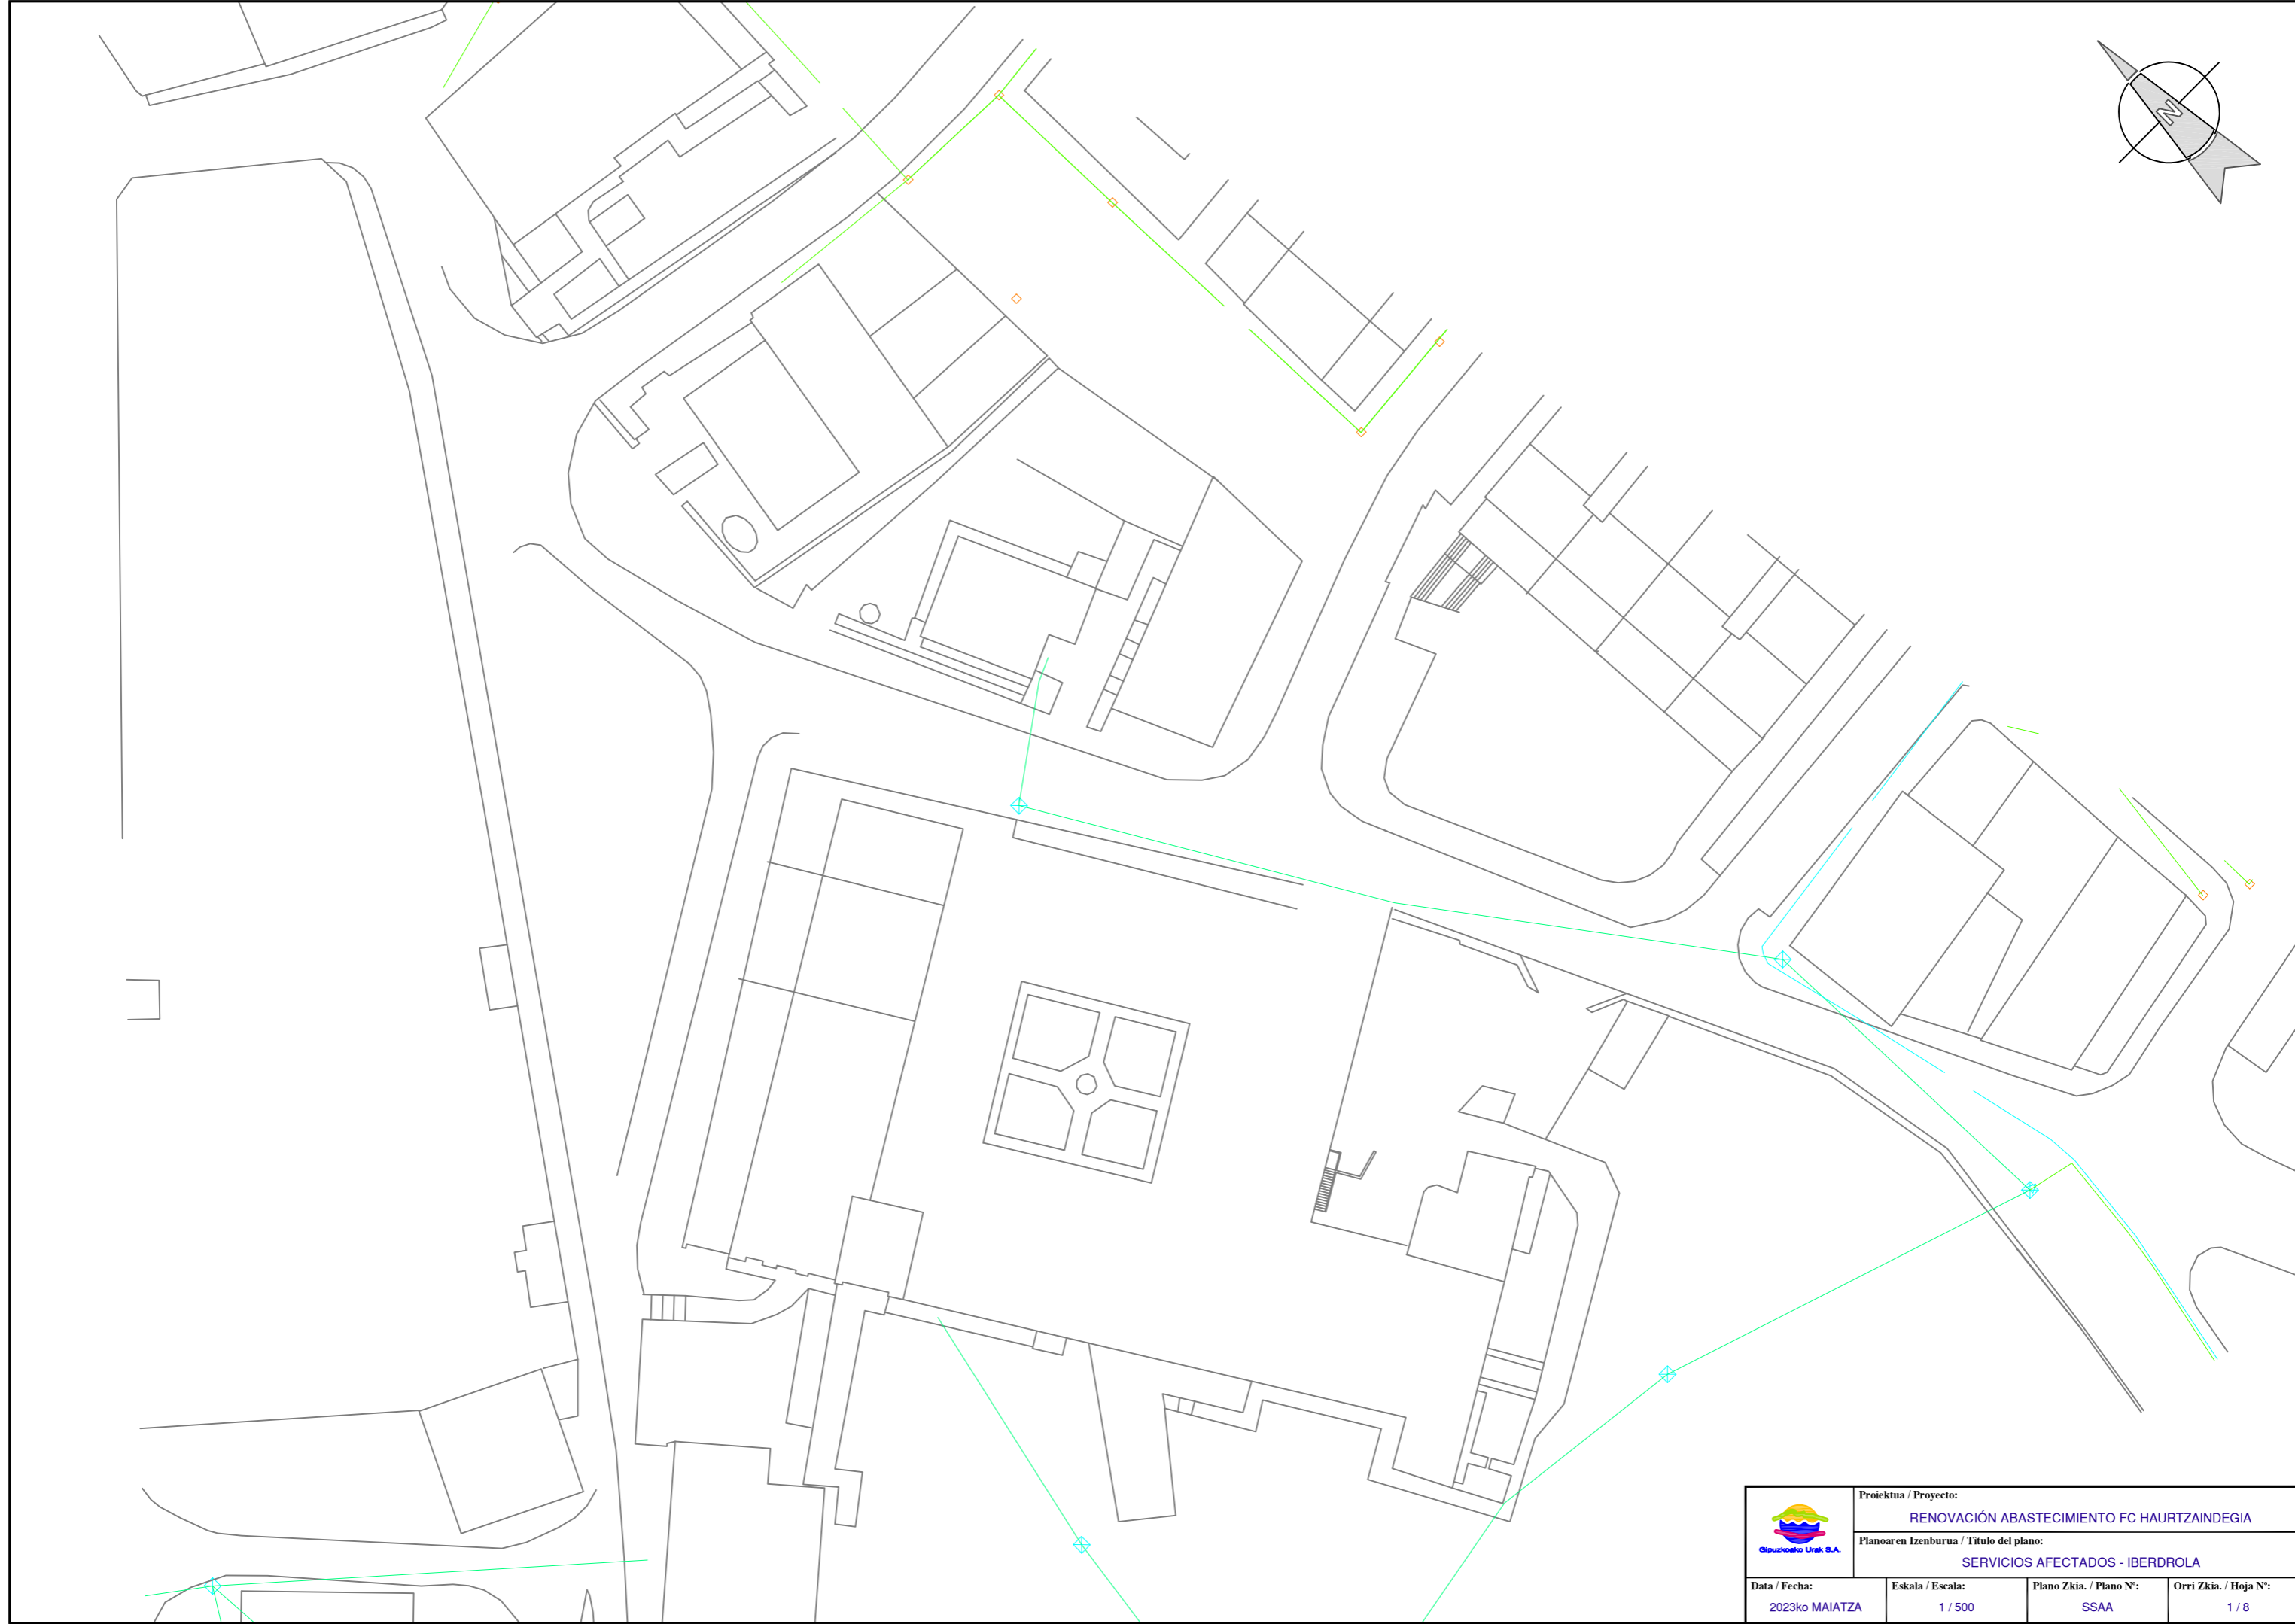 N
Proiektua / Proyecto:
RENOVACIÓN ABASTECIMIENTO FC HAURTZAINDEGIA
Gipuzkoako Urak S.A.
Planoaren Izenburua / Titulo del plano:
SERVICIOS AFECTADOS - IBERDROLA
Data / Fecha:
2023ko MAIATZA
Eskala / Escala:
1 / 500
Plano Zkia. / Plano Nº:
SSAA
Orri Zkia. / Hoja Nº:
1 / 8